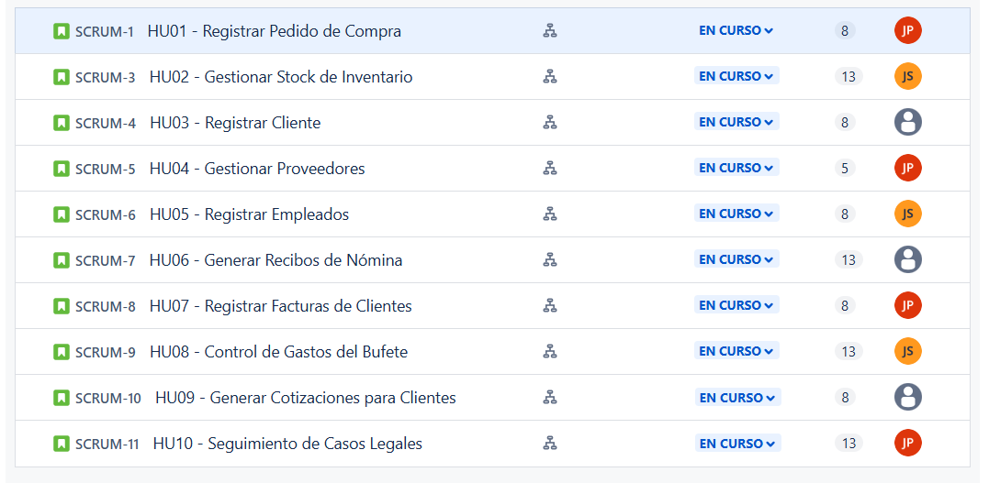 SCRUM-1 HU01 - Registrar Pedido de Compra EN CURSO 8 JP
SCRUM-3 HU02 - Gestionar Stock de Inventario EN CURSO 13 JS
SCRUM-4 HU03 - Registrar Cliente EN CURSO 8
SCRUM-5 HU04 - Gestionar Proveedores EN CURSO 5 JP
SCRUM-6 HU05 - Registrar Empleados EN CURSO 8 JS
SCRUM-7 HU06 - Generar Recibos de Nómina EN CURSO 13
SCRUM-8 HU07 - Registrar Facturas de Clientes EN CURSO 8 JP
SCRUM-9 HU08 - Control de Gastos del Bufete EN CURSO 13 JS
SCRUM-10 HU09 - Generar Cotizaciones para Clientes EN CURSO 8
SCRUM-11 HU10 - Seguimiento de Casos Legales EN CURSO 13 JP